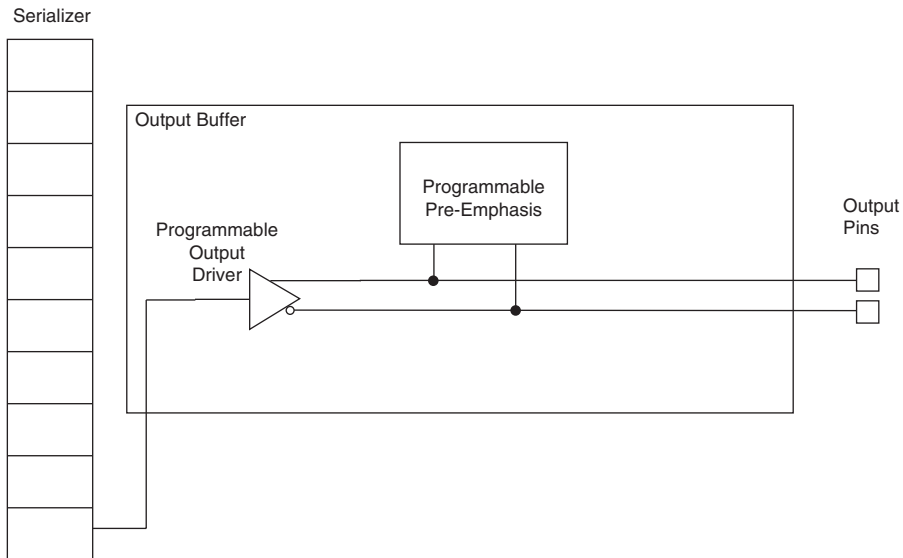 Serializer
Output Buffer
Programmable
Pre-Emphasis
Programmable
Output
Driver
Output
Pins